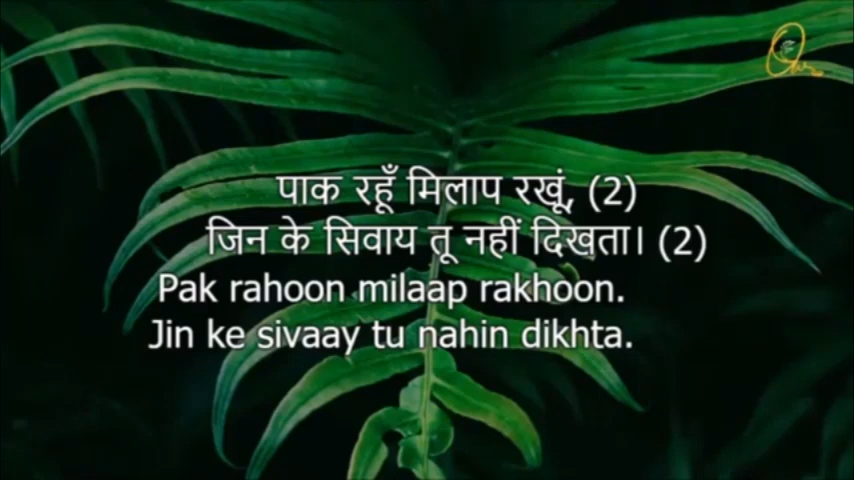 पाक रहूँ मिलाप रखूं, (2)
जिन के सिवाय तू नहीं दिखता। (2)
Pak rahoon milaap rakhoon.
Jin ke sivaay tu nahin dikhta.